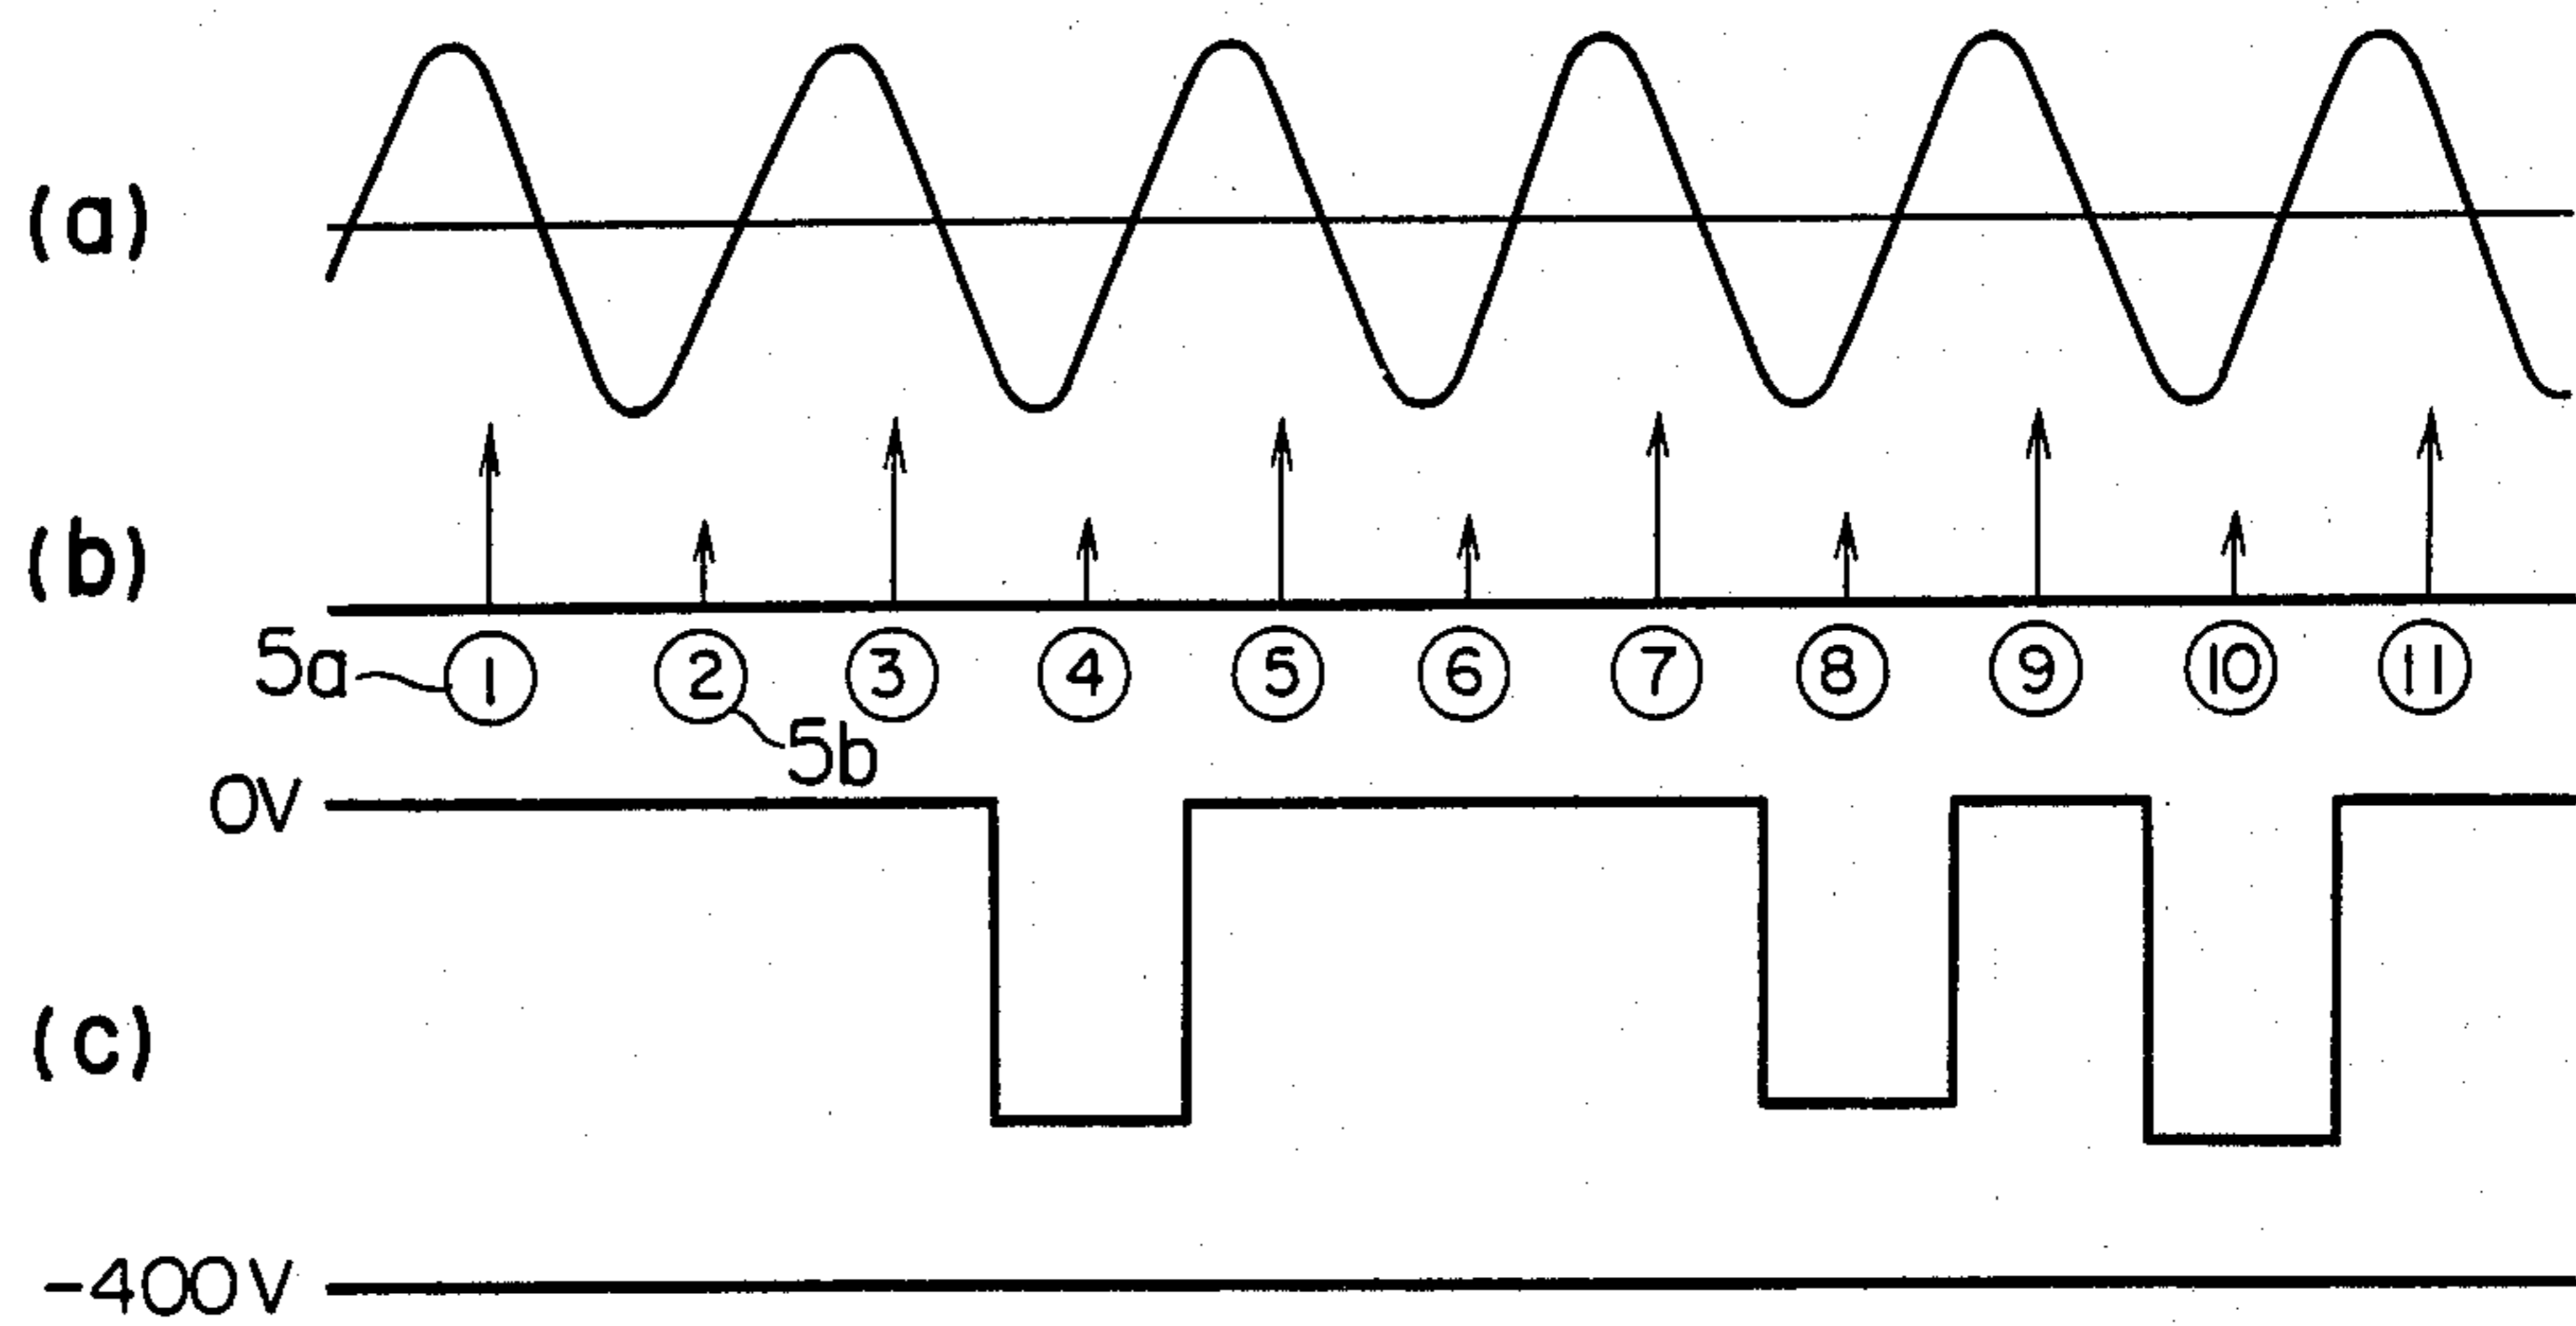 (a)
(b)
5a ① ② ③ ④ ⑤ ⑥ ⑦ ⑧ ⑨ ⑩ ⑪
5b
0V
(c)
-400V